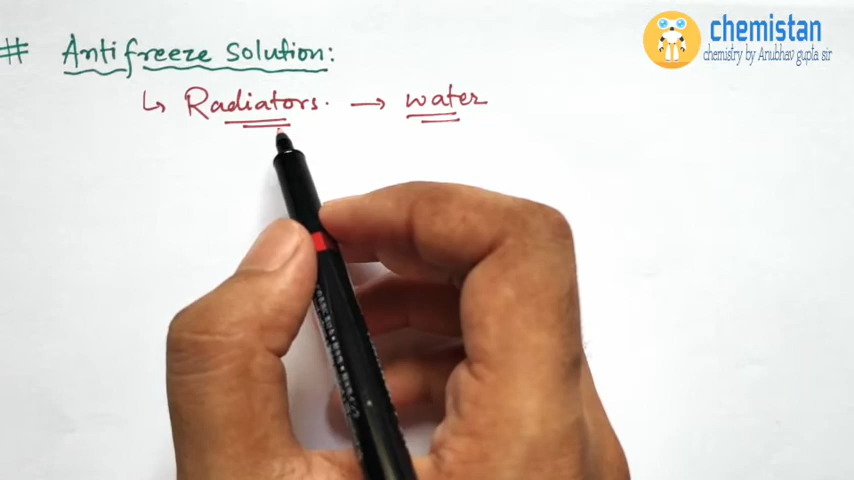 # Antifreeze solution:
↳ Radiators. → water
chemistan
chemistry by Anubhav gupta sir